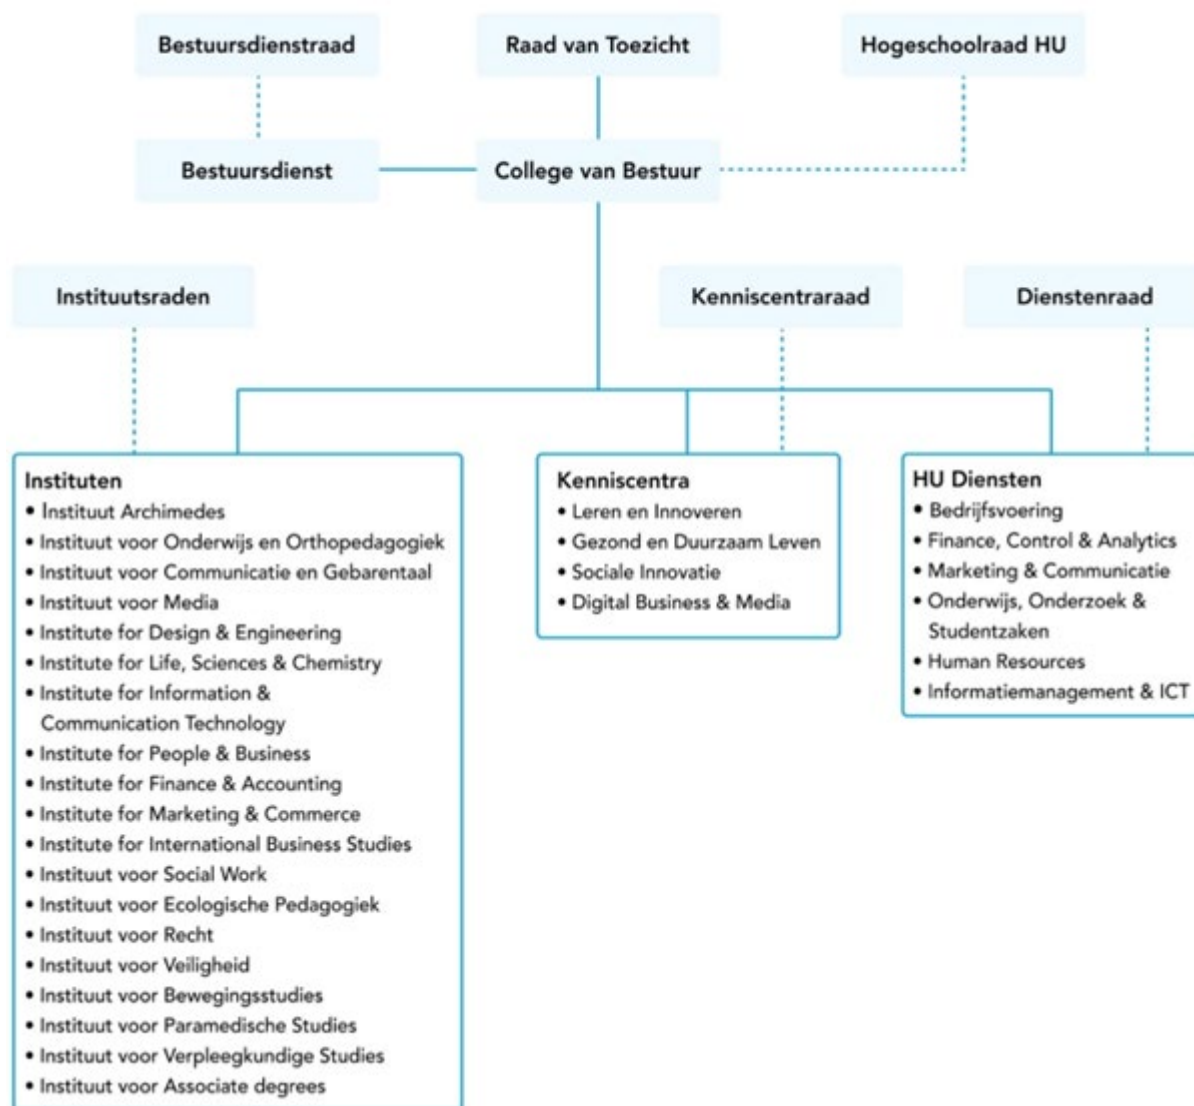 Bestuursdienstraad
Raad van Toezicht
Hogeschoolraad HU
Bestuursdienst
College van Bestuur
Instituutsraden
Kenniscentraraad
Dienstenraad
Instituten
• Instituut Archimedes
• Instituut voor Onderwijs en Orthopedagogiek
• Instituut voor Communicatie en Gebarentaal
• Instituut voor Media
• Institute for Design & Engineering
• Institute for Life, Sciences & Chemistry
• Institute for Information &
Communication Technology
• Institute for People & Business
• Institute for Finance & Accounting
• Institute for Marketing & Commerce
• Institute for International Business Studies
• Instituut voor Social Work
• Instituut voor Ecologische Pedagogiek
• Instituut voor Recht
• Instituut voor Veiligheid
• Instituut voor Bewegingsstudies
• Instituut voor Paramedische Studies
• Instituut voor Verpleegkundige Studies
• Instituut voor Associate degrees
Kenniscentra
• Leren en Innoveren
• Gezond en Duurzaam Leven
• Sociale Innovatie
• Digital Business & Media
HU Diensten
• Bedrijfsvoering
• Finance, Control & Analytics
• Marketing & Communicatie
• Onderwijs, Onderzoek &
Studentzaken
• Human Resources
• Informatiemanagement & ICT